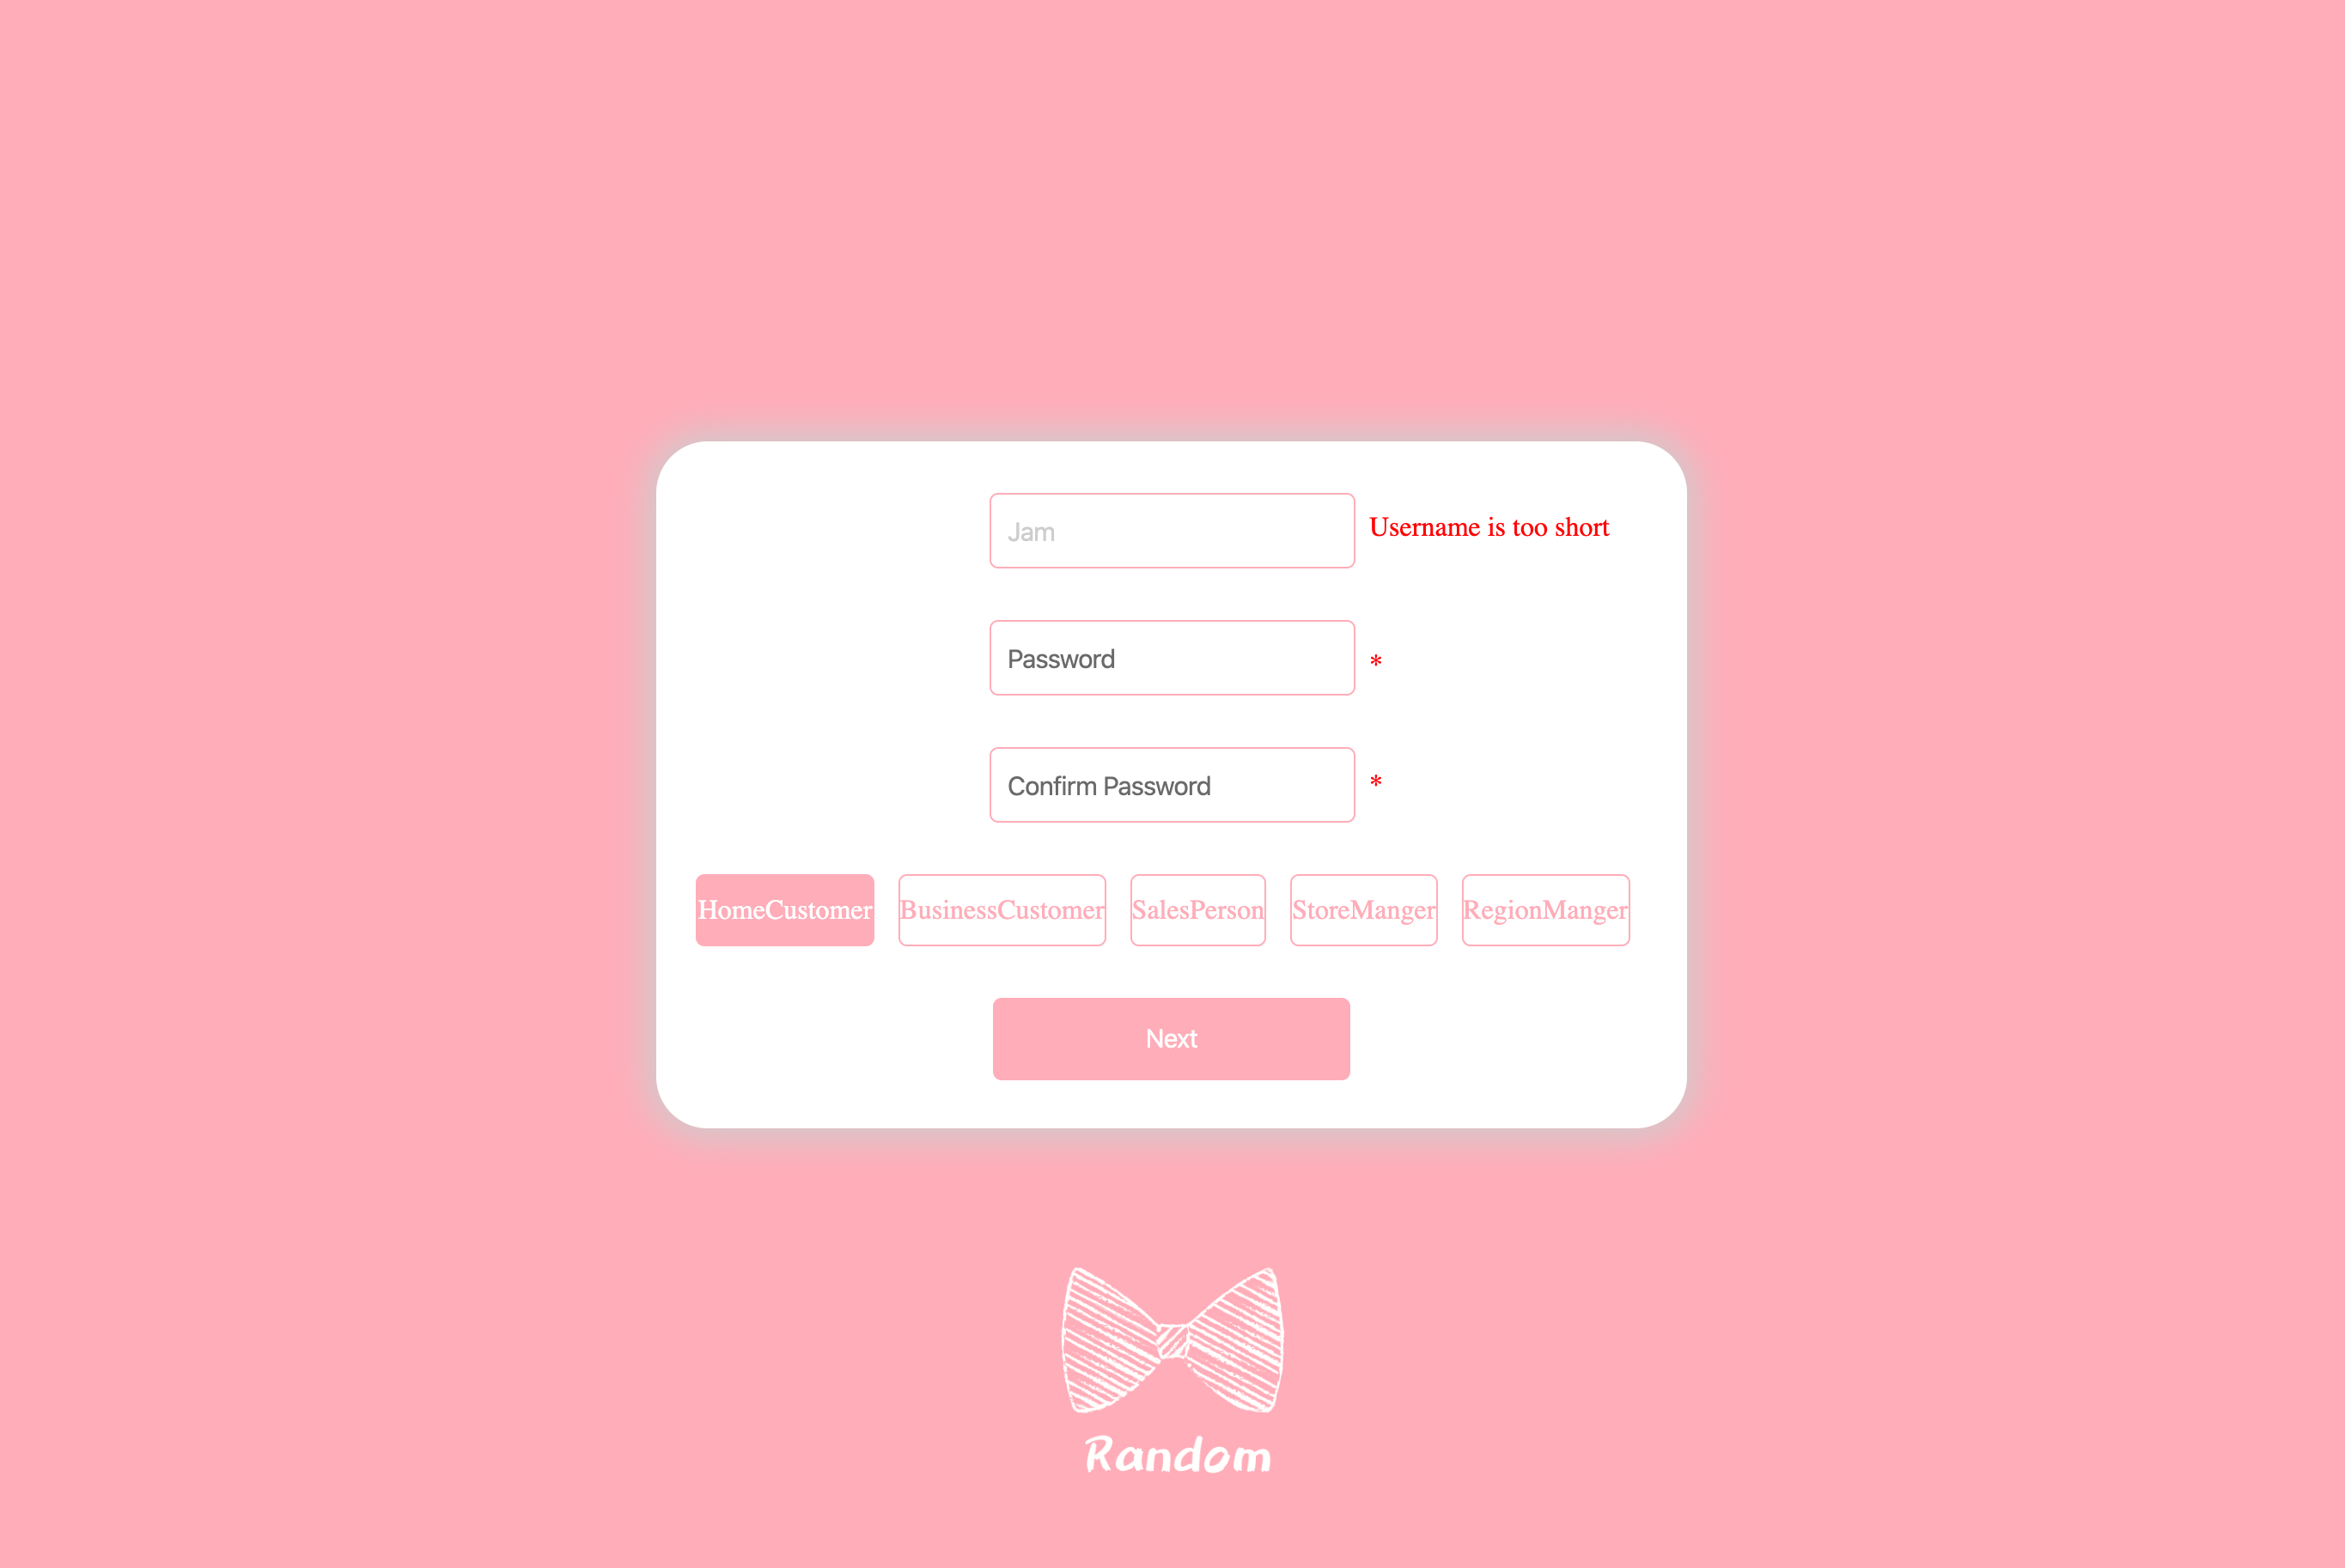 Jam Username is too short
Password *
Confirm Password *
HomeCustomer BusinessCustomer SalesPerson StoreManger RegionManger
Next
Random